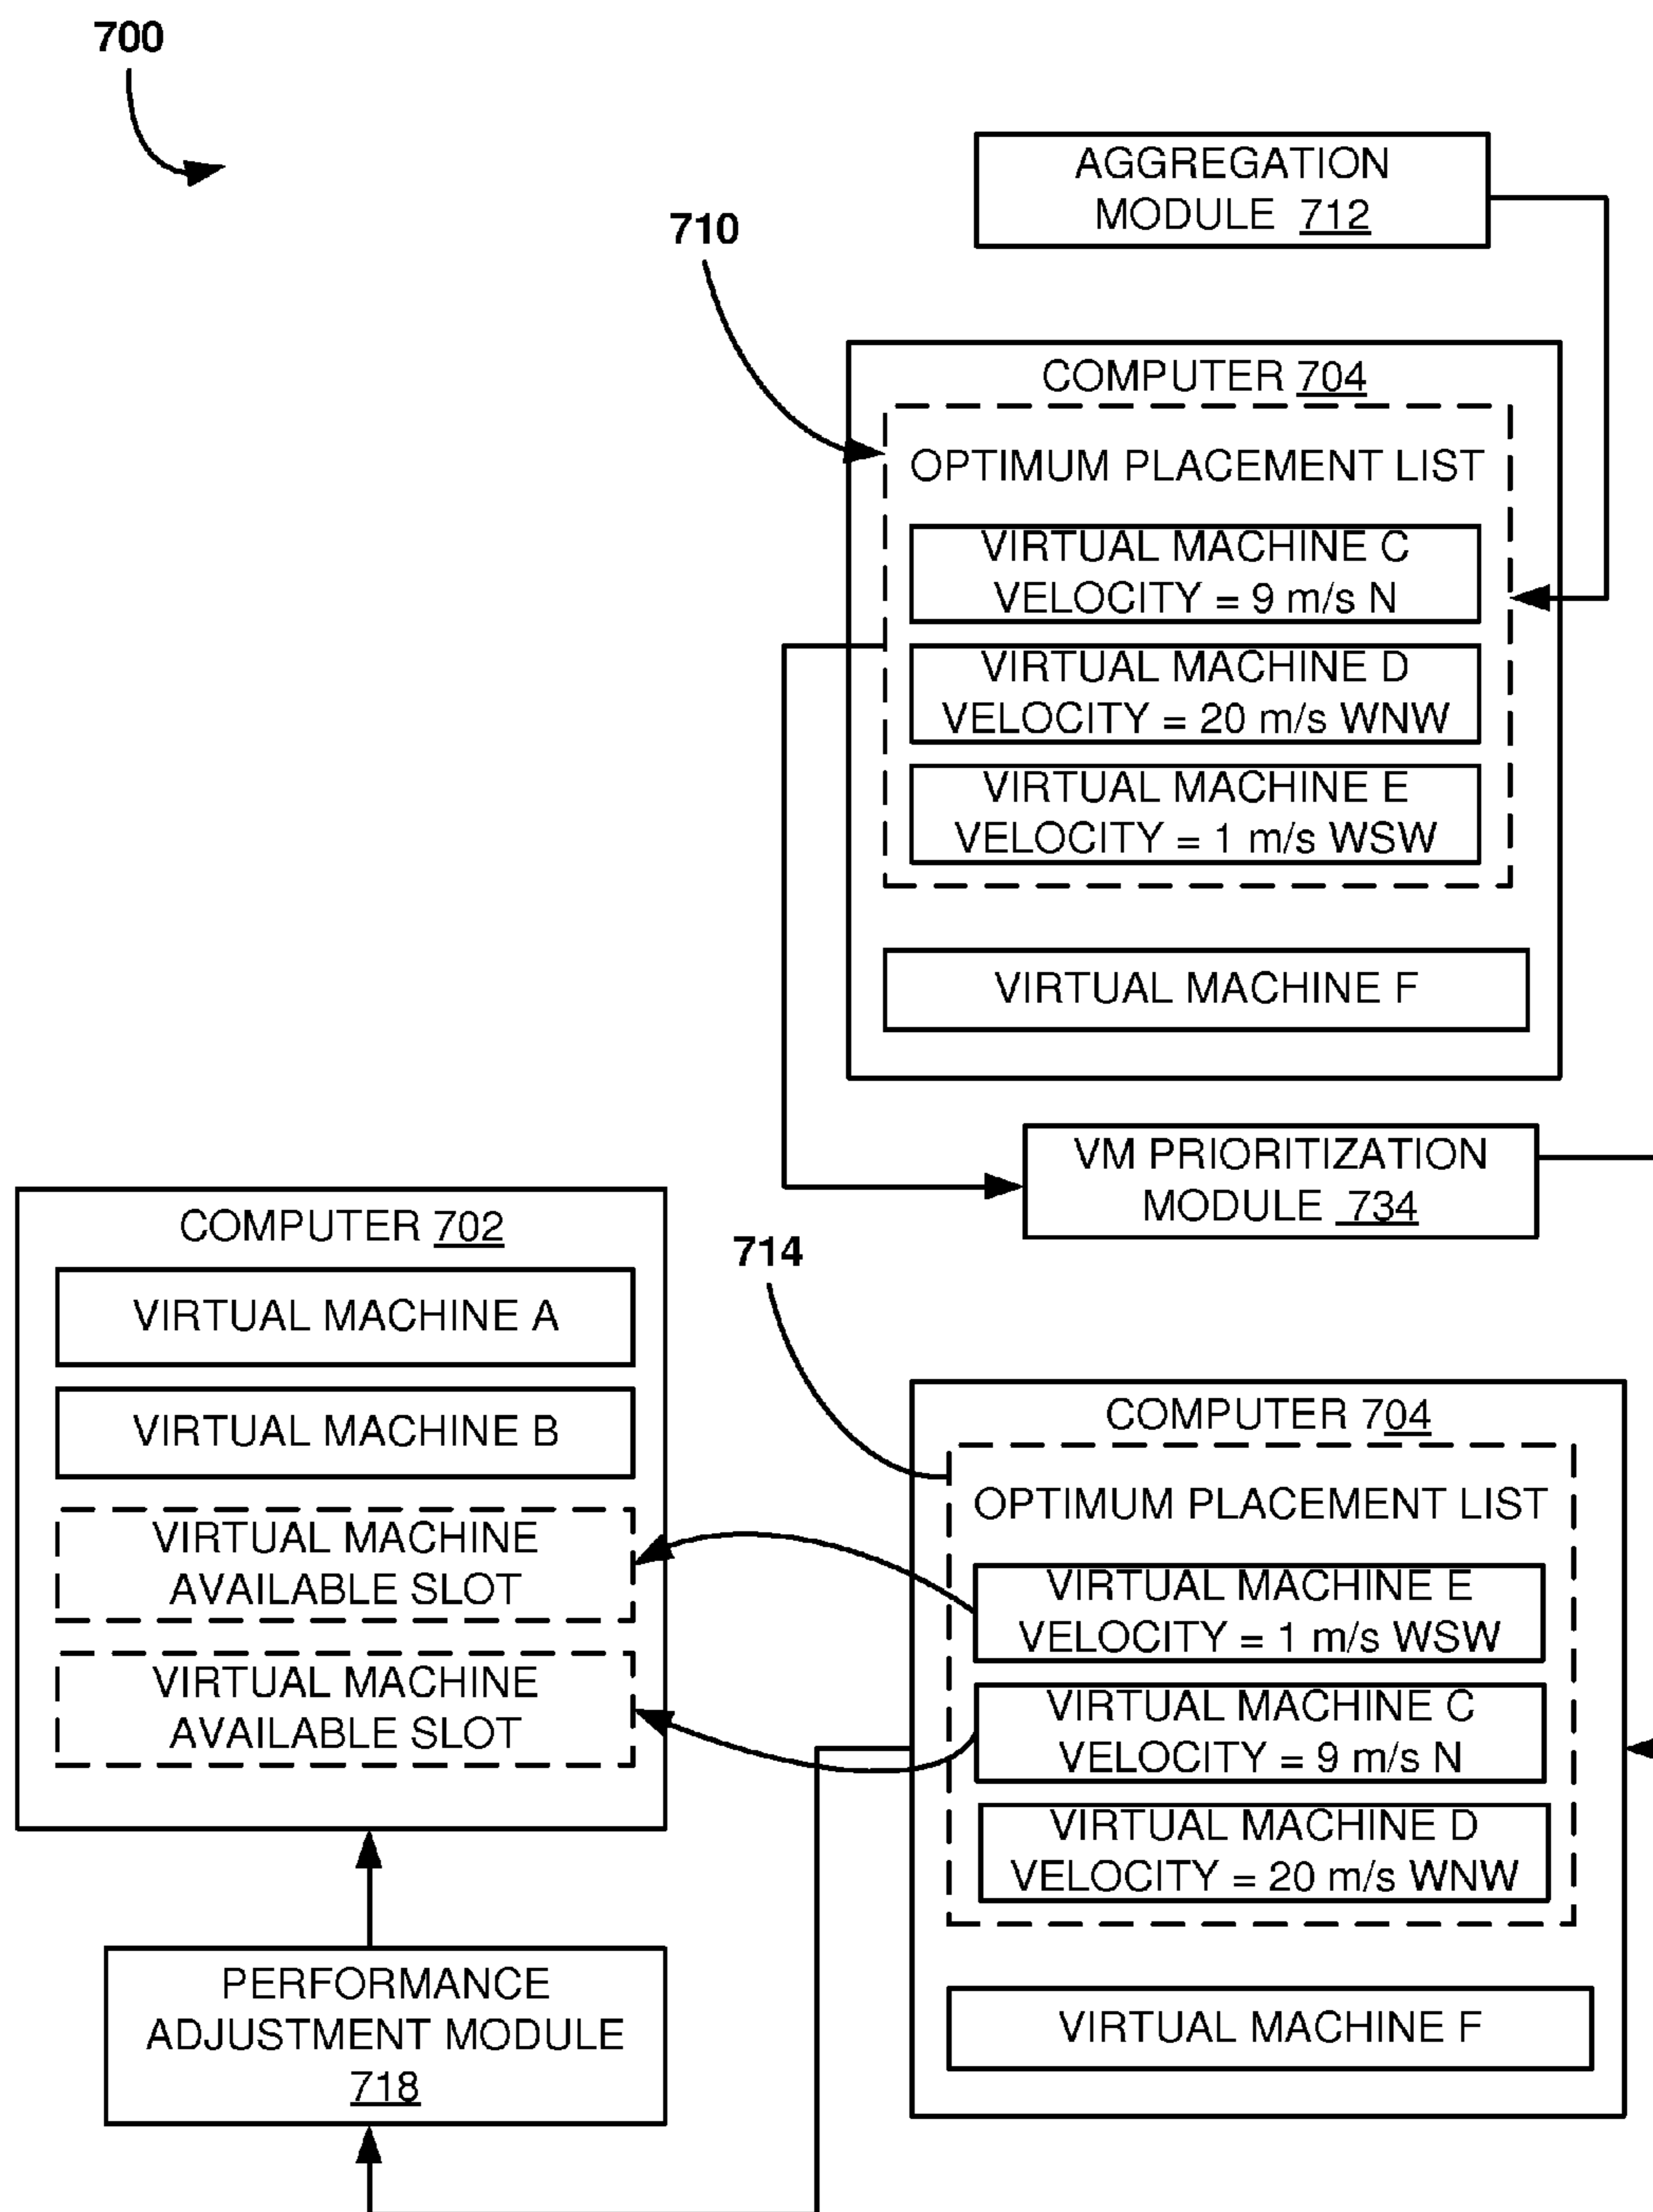 700
AGGREGATION
MODULE 712
710
COMPUTER 704
OPTIMUM PLACEMENT LIST
VIRTUAL MACHINE C
VELOCITY = 9 m/s N
VIRTUAL MACHINE D
VELOCITY = 20 m/s WNW
VIRTUAL MACHINE E
VELOCITY = 1 m/s WSW
VIRTUAL MACHINE F
VM PRIORITIZATION
MODULE 734
COMPUTER 702
VIRTUAL MACHINE A
VIRTUAL MACHINE B
VIRTUAL MACHINE
AVAILABLE SLOT
VIRTUAL MACHINE
AVAILABLE SLOT
714
COMPUTER 704
OPTIMUM PLACEMENT LIST
VIRTUAL MACHINE E
VELOCITY = 1 m/s WSW
VIRTUAL MACHINE C
VELOCITY = 9 m/s N
VIRTUAL MACHINE D
VELOCITY = 20 m/s WNW
VIRTUAL MACHINE F
PERFORMANCE
ADJUSTMENT MODULE
718